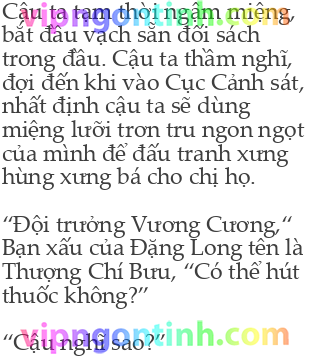 Cậu ta tạm thời ngậm miệng,
bắt đầu vạch sẵn đối sách
trong đầu. Cậu ta thầm nghĩ,
đợi đến khi vào Cục Cảnh sát,
nhất định cậu ta sẽ dùng
miệng lưỡi trơn tru ngon ngọt
của mình để đấu tranh xưng
hùng xưng bá cho chị họ.

“Đội trưởng Vương Cương,“
Bạn xấu của Đặng Long tên là
Thượng Chí Bưu, “Có thể hút
thuốc không?”

“Cậu nghĩ sao?”
vipngontinh.com
vipngontinh.com